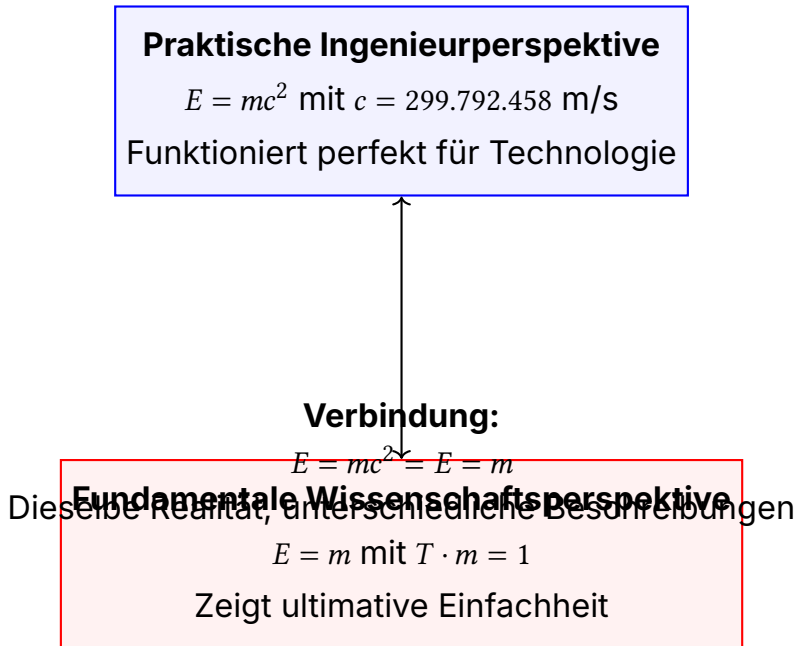 Praktische Ingenieurperspektive
E = mc² mit c = 299.792.458 m/s
Funktioniert perfekt für Technologie
Verbindung:
E = mc² = E = m
Fundamentale Wissenschaftsperspektive
Dieselbe Realität, unterschiedliche Beschreibungen
E = m mit T · m = 1
Zeigt ultimative Einfachheit